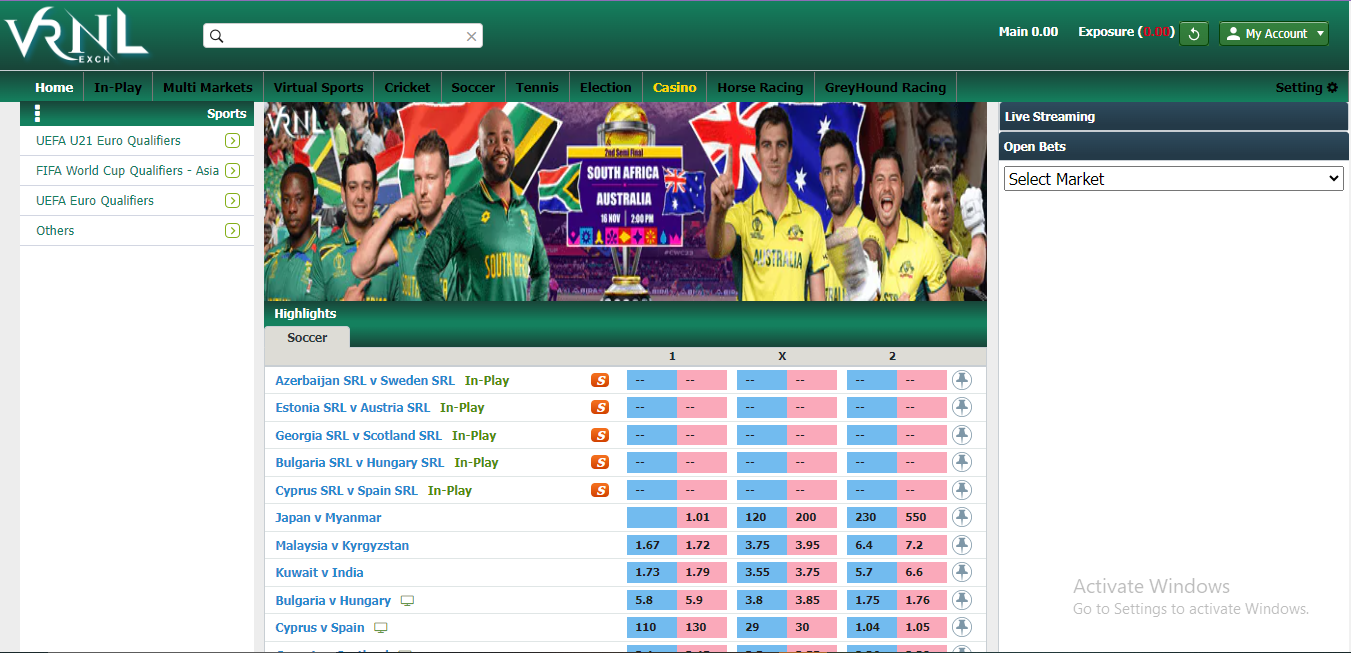 VRNL
EXCH
Main 0.00 Exposure (0.00) My Account
Home In-Play Multi Markets Virtual Sports Cricket Soccer Tennis Election Casino Horse Racing GreyHound Racing Setting
Sports
UEFA U21 Euro Qualifiers
FIFA World Cup Qualifiers - Asia
UEFA Euro Qualifiers
Others
VRNL
2nd Semi Final
SOUTH AFRICA
AUSTRALIA
16 NOV 2:00 PM
AUSTRALIA
Live Streaming
Open Bets
Select Market
Highlights
Soccer
1 X 2
Azerbaijan SRL v Sweden SRL In-Play S -- -- -- -- -- --
Estonia SRL v Austria SRL In-Play S -- -- -- -- -- --
Georgia SRL v Scotland SRL In-Play S -- -- -- -- -- --
Bulgaria SRL v Hungary SRL In-Play S -- -- -- -- -- --
Cyprus SRL v Spain SRL In-Play S -- -- -- -- -- --
Japan v Myanmar 1.01 120 200 230 550
Malaysia v Kyrgyzstan 1.67 1.72 3.75 3.95 6.4 7.2
Kuwait v India 1.73 1.79 3.55 3.75 5.7 6.6
Bulgaria v Hungary 5.8 5.9 3.8 3.85 1.75 1.76
Cyprus v Spain 110 130 29 30 1.04 1.05
Activate Windows
Go to Settings to activate Windows.